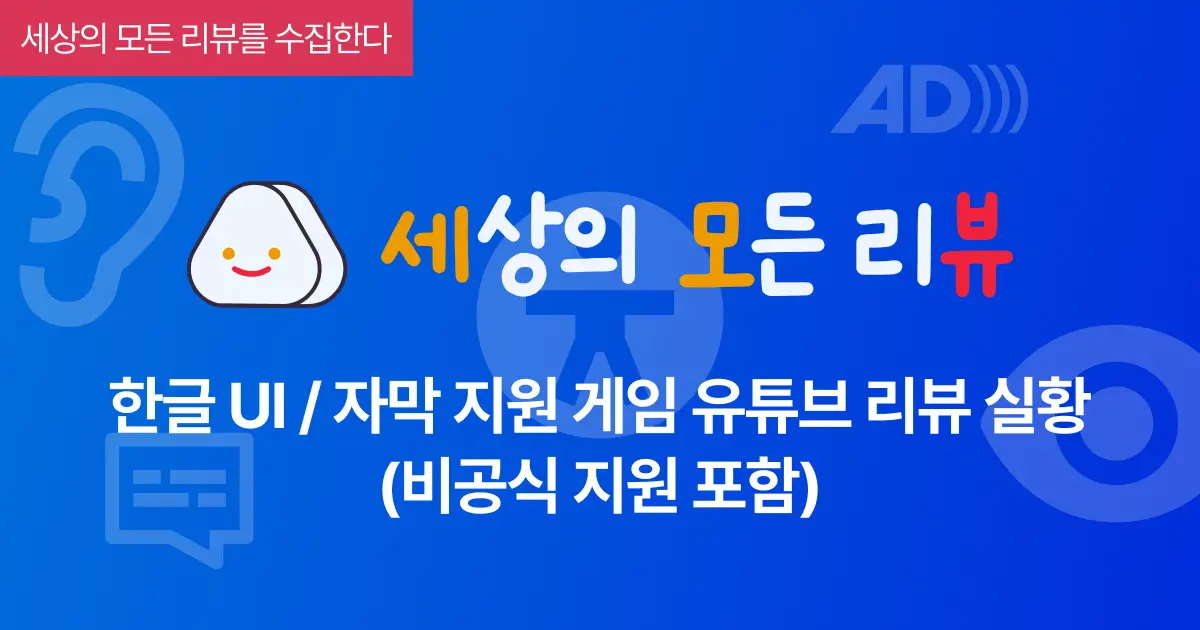 세상의 모든 리뷰를 수집한다
AD
세상의 모든 리뷰
한글 UI / 자막 지원 게임 유튜브 리뷰 실황
(비공식 지원 포함)